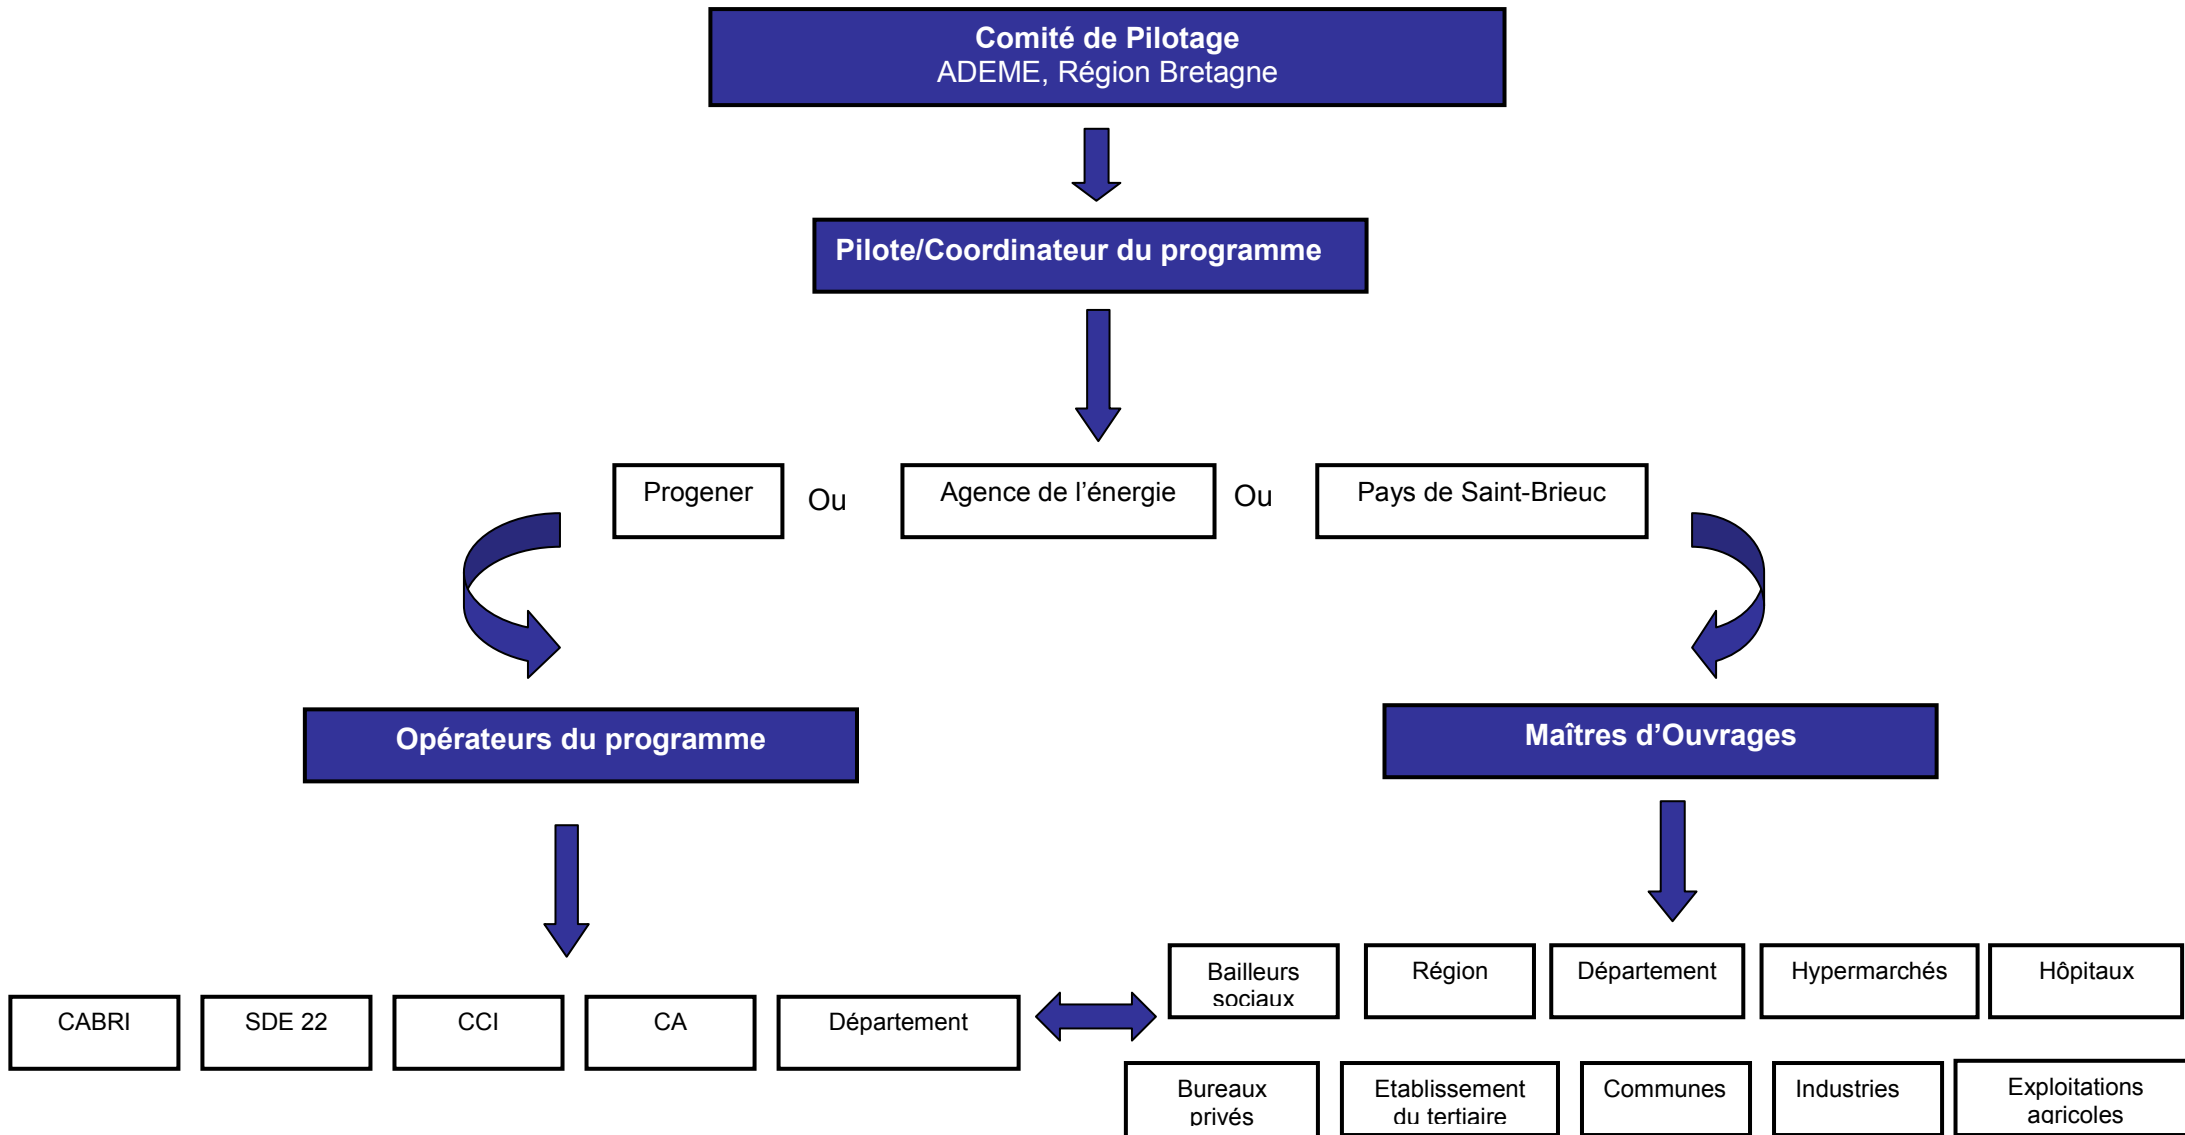 Comité de Pilotage
ADEME, Région Bretagne
Pilote/Coordinateur du programme
Progener
Ou
Agence de l'énergie
Ou
Pays de Saint-Brieuc
Opérateurs du programme
Maîtres d'Ouvrages
CABRI
SDE 22
CCI
CA
Département
Bailleurs
sociaux
Région
Département
Hypermarchés
Hôpitaux
Bureaux
privés
Etablissement
du tertiaire
Communes
Industries
Exploitations
agricoles